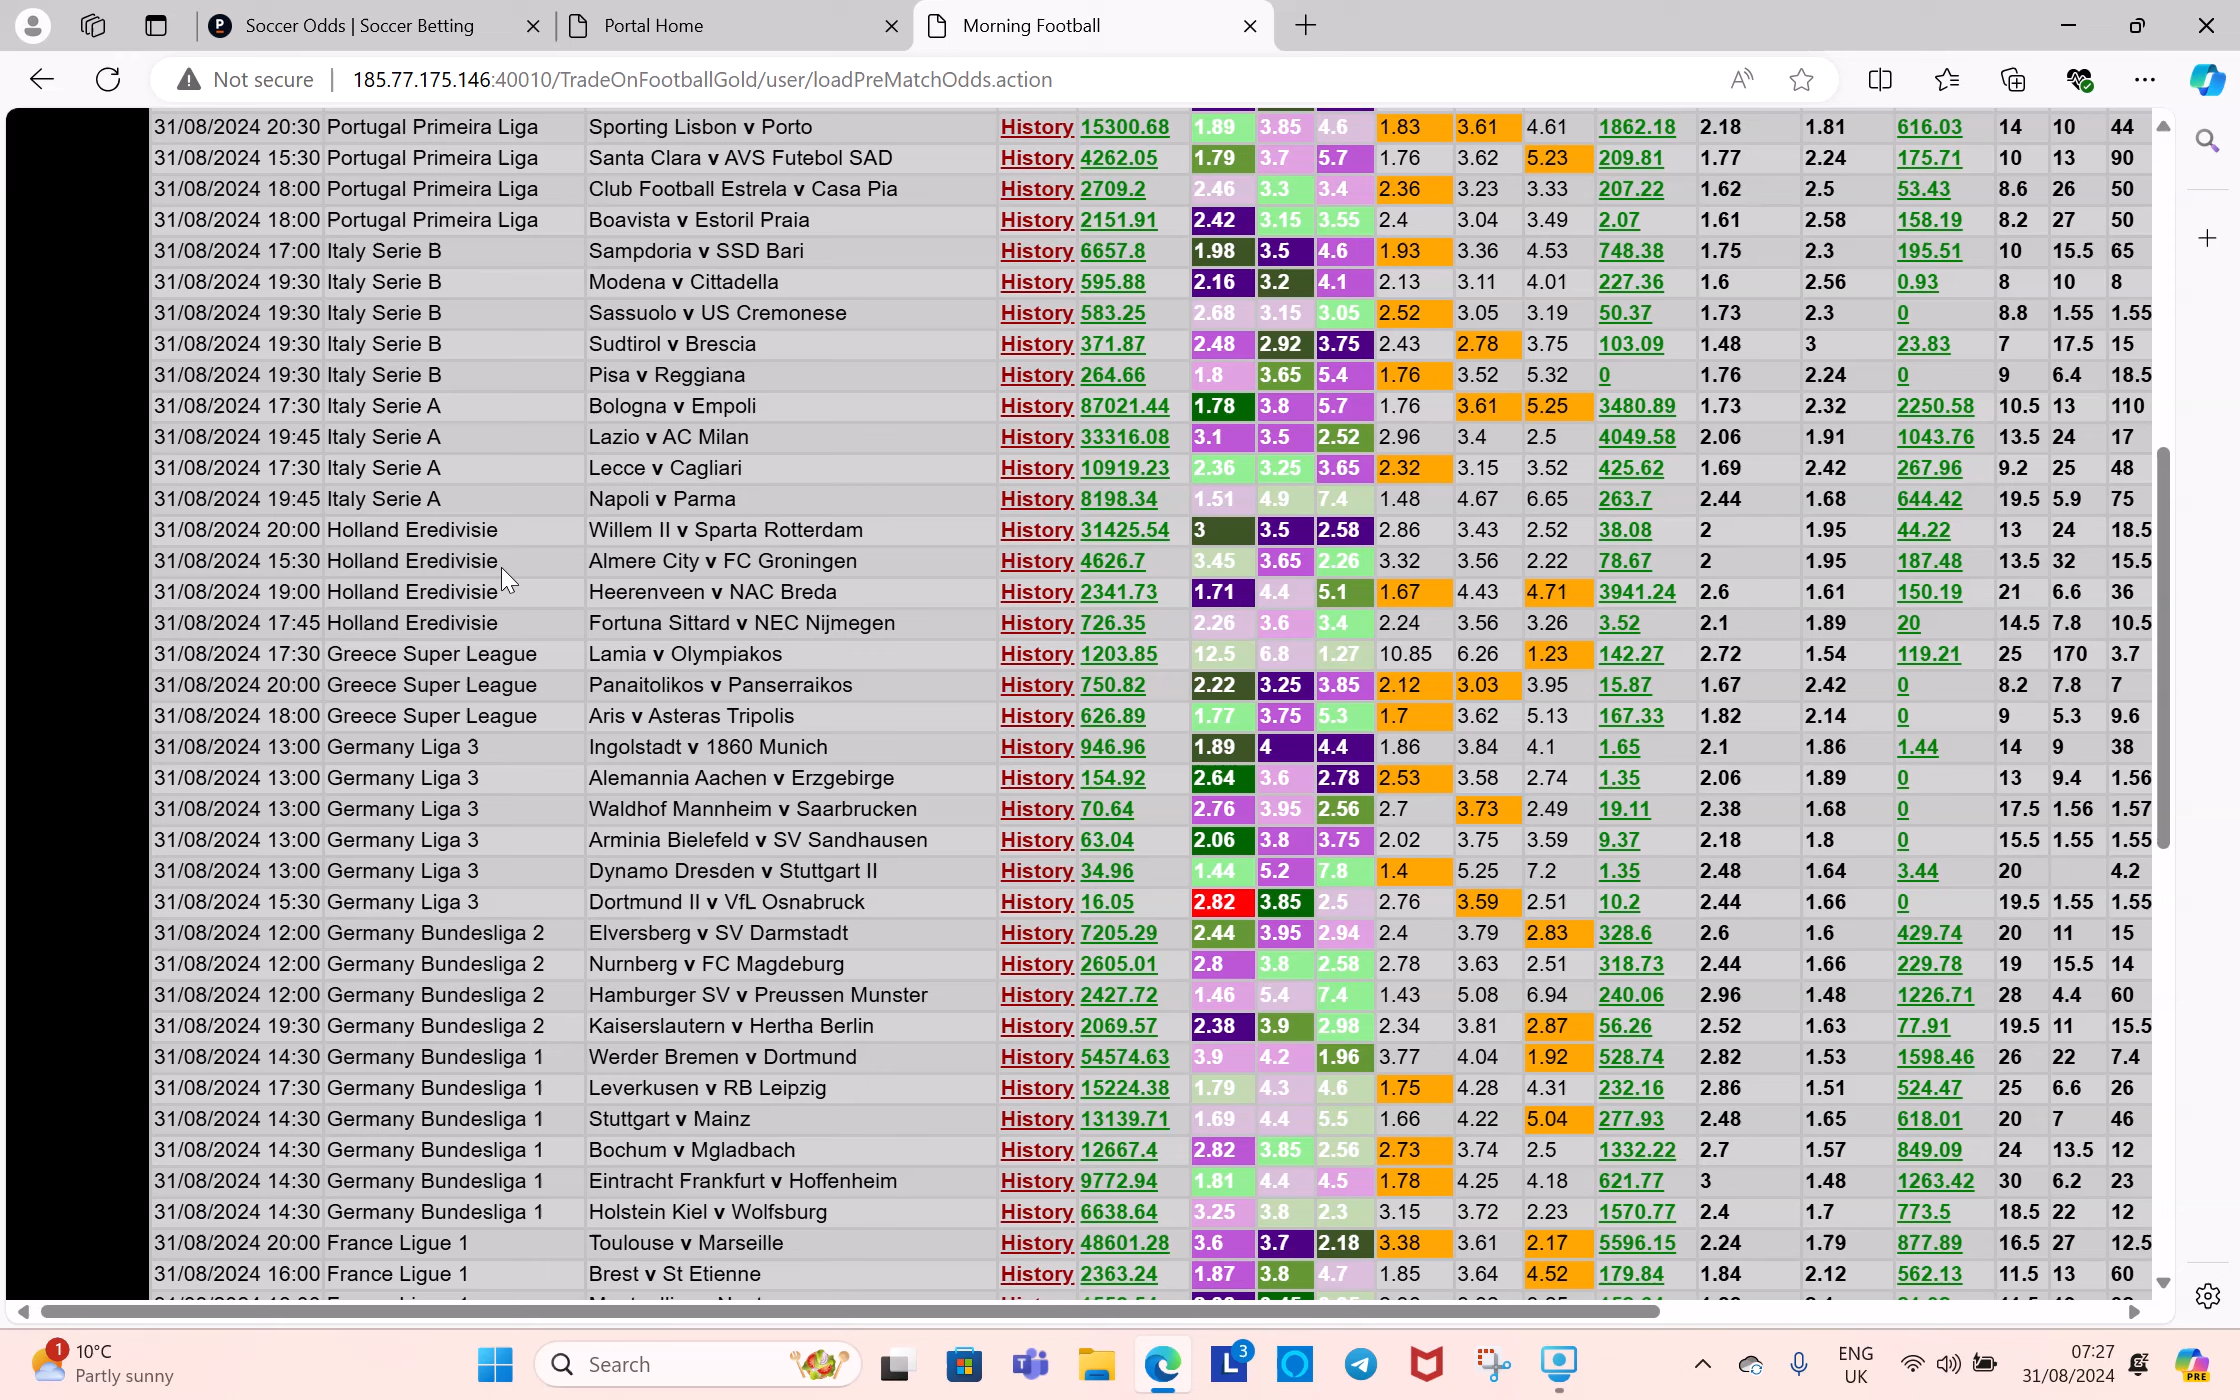 Soccer Odds | Soccer Betting Portal Home Morning Football
Not secure 185.77.175.146:40010/TradeOnFootballGold/user/loadPreMatchOdds.action
31/08/2024 20:30 Portugal Primeira Liga Sporting Lisbon v Porto History 15300.68 1.89 3.85 4.6 1.83 3.61 4.61 1862.18 2.18 1.81 616.03 14 10 44
31/08/2024 15:30 Portugal Primeira Liga Santa Clara v AVS Futebol SAD History 4262.05 1.79 3.7 5.7 1.76 3.62 5.23 209.81 1.77 2.24 175.71 10 13 90
31/08/2024 18:00 Portugal Primeira Liga Club Football Estrela v Casa Pia History 2709.2 2.46 3.3 3.4 2.36 3.23 3.33 207.22 1.62 2.5 53.43 8.6 26 50
31/08/2024 18:00 Portugal Primeira Liga Boavista v Estoril Praia History 2151.91 2.42 3.15 3.55 2.4 3.04 3.49 2.07 1.61 2.58 158.19 8.2 27 50
31/08/2024 17:00 Italy Serie B Sampdoria v SSD Bari History 6657.8 1.98 3.5 4.6 1.93 3.36 4.53 748.38 1.75 2.3 195.51 10 15.5 65
31/08/2024 19:30 Italy Serie B Modena v Cittadella History 595.88 2.16 3.2 4.1 2.13 3.11 4.01 227.36 1.6 2.56 0.93 8 10 8
31/08/2024 19:30 Italy Serie B Sassuolo v US Cremonese History 583.25 2.68 3.15 3.05 2.52 3.05 3.19 50.37 1.73 2.3 0 8.8 1.55 1.55
31/08/2024 19:30 Italy Serie B Sudtirol v Brescia History 371.87 2.48 2.92 3.75 2.43 2.78 3.75 103.09 1.48 3 23.83 7 17.5 15
31/08/2024 19:30 Italy Serie B Pisa v Reggiana History 264.66 1.8 3.65 5.4 1.76 3.52 5.32 0 1.76 2.24 0 9 6.4 18.5
31/08/2024 17:30 Italy Serie A Bologna v Empoli History 87021.44 1.78 3.8 5.7 1.76 3.61 5.25 3480.89 1.73 2.32 2250.58 10.5 13 110
31/08/2024 19:45 Italy Serie A Lazio v AC Milan History 33316.08 3.1 3.5 2.52 2.96 3.4 2.5 4049.58 2.06 1.91 1043.76 13.5 24 17
31/08/2024 17:30 Italy Serie A Lecce v Cagliari History 10919.23 2.36 3.25 3.65 2.32 3.15 3.52 425.62 1.69 2.42 267.96 9.2 25 48
31/08/2024 19:45 Italy Serie A Napoli v Parma History 8198.34 1.51 4.9 7.4 1.48 4.67 6.65 263.7 2.44 1.68 644.42 19.5 5.9 75
31/08/2024 20:00 Holland Eredivisie Willem II v Sparta Rotterdam History 31425.54 3 3.5 2.58 2.86 3.43 2.52 38.08 2 1.95 44.22 13 24 18.5
31/08/2024 15:30 Holland Eredivisie Almere City v FC Groningen History 4626.7 3.45 3.65 2.26 3.32 3.56 2.22 78.67 2 1.95 187.48 13.5 32 15.5
31/08/2024 19:00 Holland Eredivisie Heerenveen v NAC Breda History 2341.73 1.71 4.4 5.1 1.67 4.43 4.71 3941.24 2.6 1.61 150.19 21 6.6 36
31/08/2024 17:45 Holland Eredivisie Fortuna Sittard v NEC Nijmegen History 726.35 2.26 3.6 3.4 2.24 3.56 3.26 3.52 2.1 1.89 20 14.5 7.8 10.5
31/08/2024 17:30 Greece Super League Lamia v Olympiakos History 1203.85 12.5 6.8 1.27 10.85 6.26 1.23 142.27 2.72 1.54 119.21 25 170 3.7
31/08/2024 20:00 Greece Super League Panaitolikos v Panserraikos History 750.82 2.22 3.25 3.85 2.12 3.03 3.95 15.87 1.67 2.42 0 8.2 7.8 7
31/08/2024 18:00 Greece Super League Aris v Asteras Tripolis History 626.89 1.77 3.75 5.3 1.7 3.62 5.13 167.33 1.82 2.14 0 9 5.3 9.6
31/08/2024 13:00 Germany Liga 3 Ingolstadt v 1860 Munich History 946.96 1.89 4 4.4 1.86 3.84 4.1 1.65 2.1 1.86 1.44 14 9 38
31/08/2024 13:00 Germany Liga 3 Alemannia Aachen v Erzgebirge History 154.92 2.64 3.6 2.78 2.53 3.58 2.74 1.35 2.06 1.89 0 13 9.4 1.56
31/08/2024 13:00 Germany Liga 3 Waldhof Mannheim v Saarbrucken History 70.64 2.76 3.95 2.56 2.7 3.73 2.49 19.11 2.38 1.68 0 17.5 1.56 1.57
31/08/2024 13:00 Germany Liga 3 Arminia Bielefeld v SV Sandhausen History 63.04 2.06 3.8 3.75 2.02 3.75 3.59 9.37 2.18 1.8 0 15.5 1.55 1.55
31/08/2024 13:00 Germany Liga 3 Dynamo Dresden v Stuttgart II History 34.96 1.44 5.2 7.8 1.4 5.25 7.2 1.35 2.48 1.64 3.44 20 4.2
31/08/2024 15:30 Germany Liga 3 Dortmund II v VfL Osnabruck History 16.05 2.82 3.85 2.5 2.76 3.59 2.51 10.2 2.44 1.66 0 19.5 1.55 1.55
31/08/2024 12:00 Germany Bundesliga 2 Elversberg v SV Darmstadt History 7205.29 2.44 3.95 2.94 2.4 3.79 2.83 328.6 2.6 1.6 429.74 20 11 15
31/08/2024 12:00 Germany Bundesliga 2 Nurnberg v FC Magdeburg History 2605.01 2.8 3.8 2.58 2.78 3.63 2.51 318.73 2.44 1.66 229.78 19 15.5 14
31/08/2024 12:00 Germany Bundesliga 2 Hamburger SV v Preussen Munster History 2427.72 1.46 5.4 7.4 1.43 5.08 6.94 240.06 2.96 1.48 1226.71 28 4.4 60
31/08/2024 19:30 Germany Bundesliga 2 Kaiserslautern v Hertha Berlin History 2069.57 2.38 3.9 2.98 2.34 3.81 2.87 56.26 2.52 1.63 77.91 19.5 11 15.5
31/08/2024 14:30 Germany Bundesliga 1 Werder Bremen v Dortmund History 54574.63 3.9 4.2 1.96 3.77 4.04 1.92 528.74 2.82 1.53 1598.46 26 22 7.4
31/08/2024 17:30 Germany Bundesliga 1 Leverkusen v RB Leipzig History 15224.38 1.79 4.3 4.6 1.75 4.28 4.31 232.16 2.86 1.51 524.47 25 6.6 26
31/08/2024 14:30 Germany Bundesliga 1 Stuttgart v Mainz History 13139.71 1.69 4.4 5.5 1.66 4.22 5.04 277.93 2.48 1.65 618.01 20 7 46
31/08/2024 14:30 Germany Bundesliga 1 Bochum v Mgladbach History 12667.4 2.82 3.85 2.56 2.73 3.74 2.5 1332.22 2.7 1.57 849.09 24 13.5 12
31/08/2024 14:30 Germany Bundesliga 1 Eintracht Frankfurt v Hoffenheim History 9772.94 1.81 4.4 4.5 1.78 4.25 4.18 621.77 3 1.48 1263.42 30 6.2 23
31/08/2024 14:30 Germany Bundesliga 1 Holstein Kiel v Wolfsburg History 6638.64 3.25 3.8 2.3 3.15 3.72 2.23 1570.77 2.4 1.7 773.5 18.5 22 12
31/08/2024 20:00 France Ligue 1 Toulouse v Marseille History 48601.28 3.6 3.7 2.18 3.38 3.61 2.17 5596.15 2.24 1.79 877.89 16.5 27 12.5
31/08/2024 16:00 France Ligue 1 Brest v St Etienne History 2363.24 1.87 3.8 4.7 1.85 3.64 4.52 179.84 1.84 2.12 562.13 11.5 13 60
1 10°C Search L 3 ENG 07:27
Partly sunny UK 31/08/2024 PRE